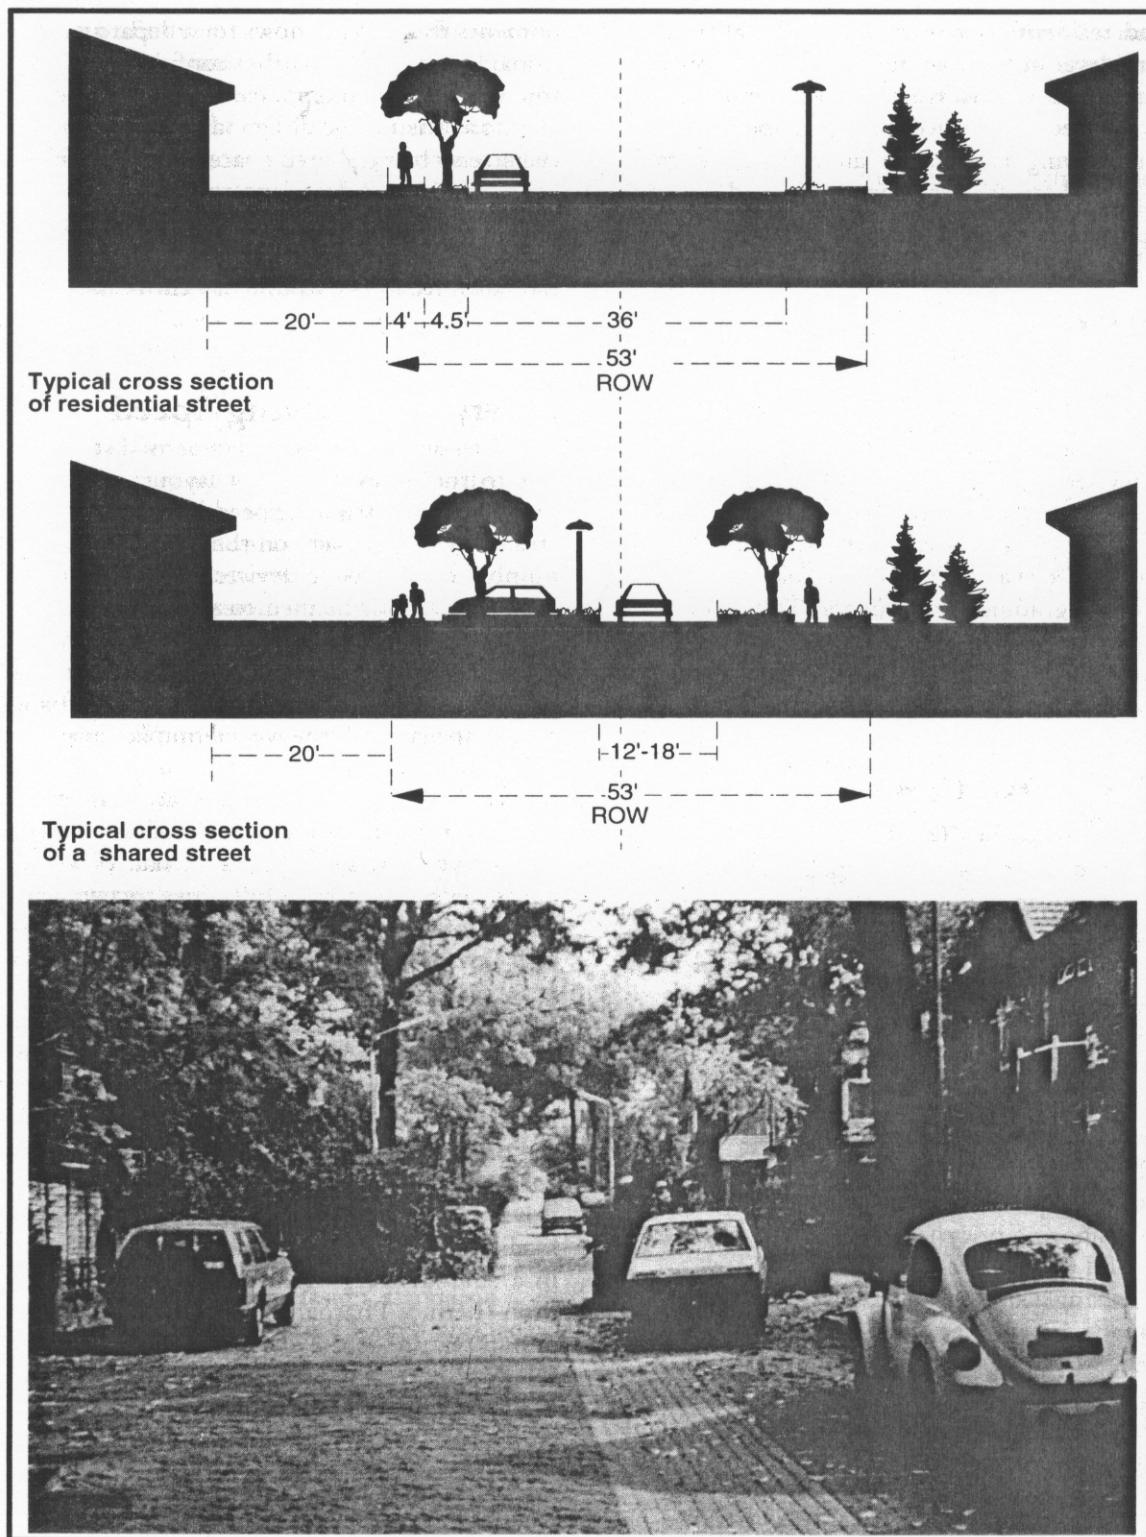 20' 4' 4.5' 36'
53'
ROW
Typical cross section
of residential street
20' 12'-18'
53'
ROW
Typical cross section
of a shared street